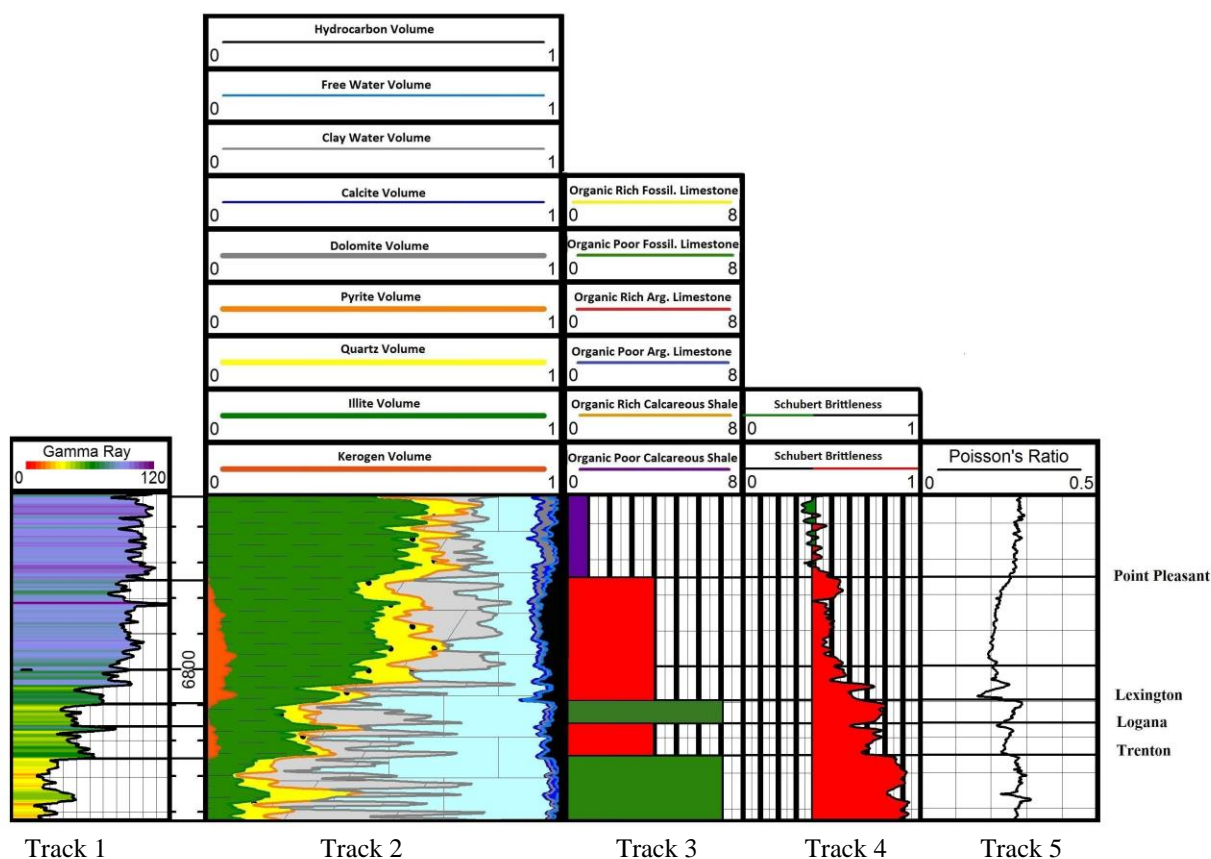 Hydrocarbon Volume
0 1
Free Water Volume
0 1
Clay Water Volume
0 1
Calcite Volume
0 1
Dolomite Volume
0 1
Pyrite Volume
0 1
Quartz Volume
0 1
Illite Volume
0 1
Kerogen Volume
0 1
Organic Rich Fossil. Limestone
0 8
Organic Poor Fossil. Limestone
0 8
Organic Rich Arg. Limestone
0 8
Organic Poor Arg. Limestone
0 8
Organic Rich Calcareous Shale
0 8
Organic Poor Calcareous Shale
0 8
Schubert Brittleness
0 1
Schubert Brittleness
0 1
Gamma Ray
0 120
Poisson's Ratio
0 0.5
6800
Point Pleasant
Lexington
Logana
Trenton
Track 1 Track 2 Track 3 Track 4 Track 5